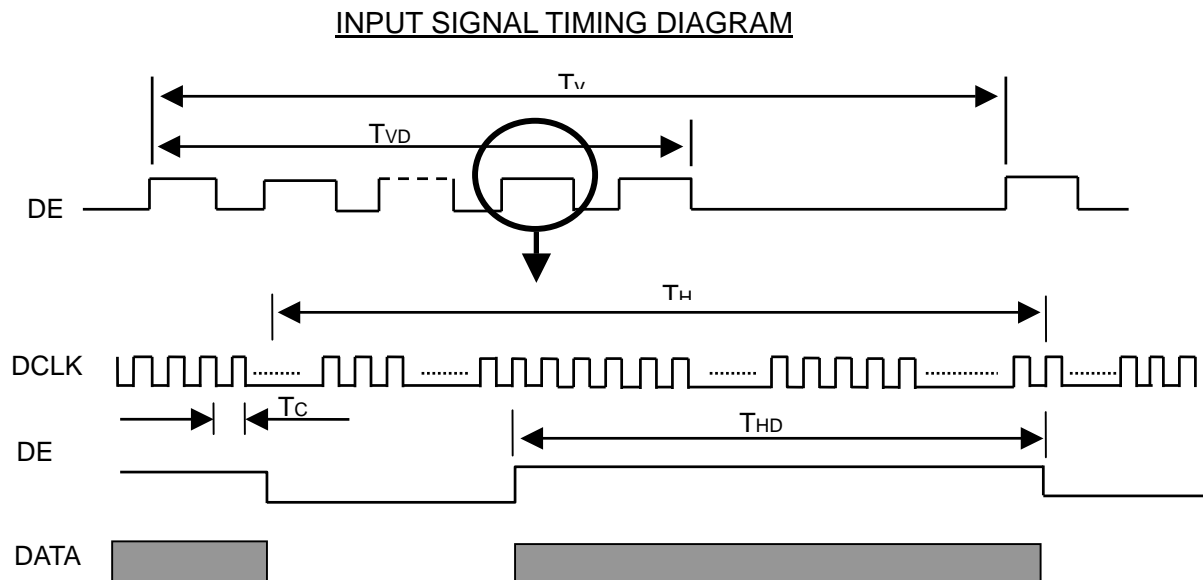 INPUT SIGNAL TIMING DIAGRAM
Tv
TVD
DE
TH
DCLK
TC
THD
DE
DATA